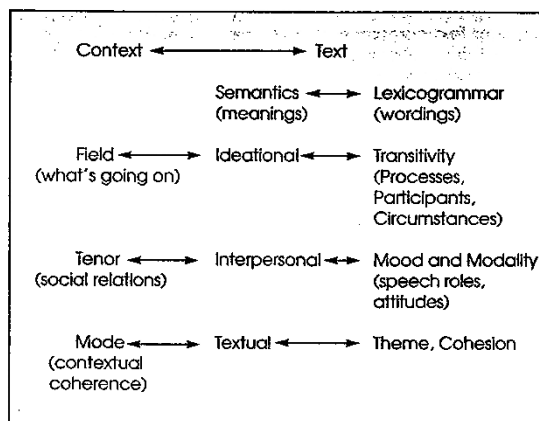 Context Text
Semantics Lexicogrammar
(meanings) (wordings)
Field Ideational Transitivity
(what's going on) (Processes,
Participants,
Circumstances)
Tenor Interpersonal Mood and Modality
(social relations) (speech roles,
attitudes)
Mode Textual Theme, Cohesion
(contextual
coherence)